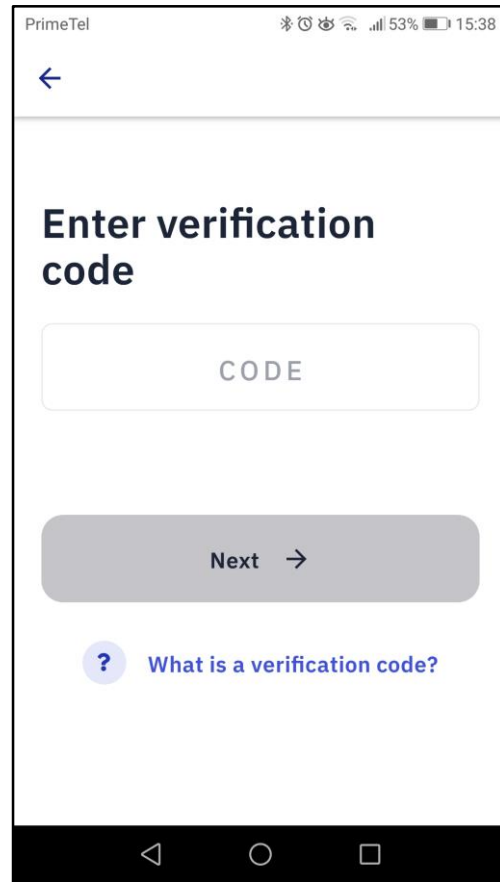 PrimeTel 53% 15:38
Enter verification
code
CODE
Next
? What is a verification code?